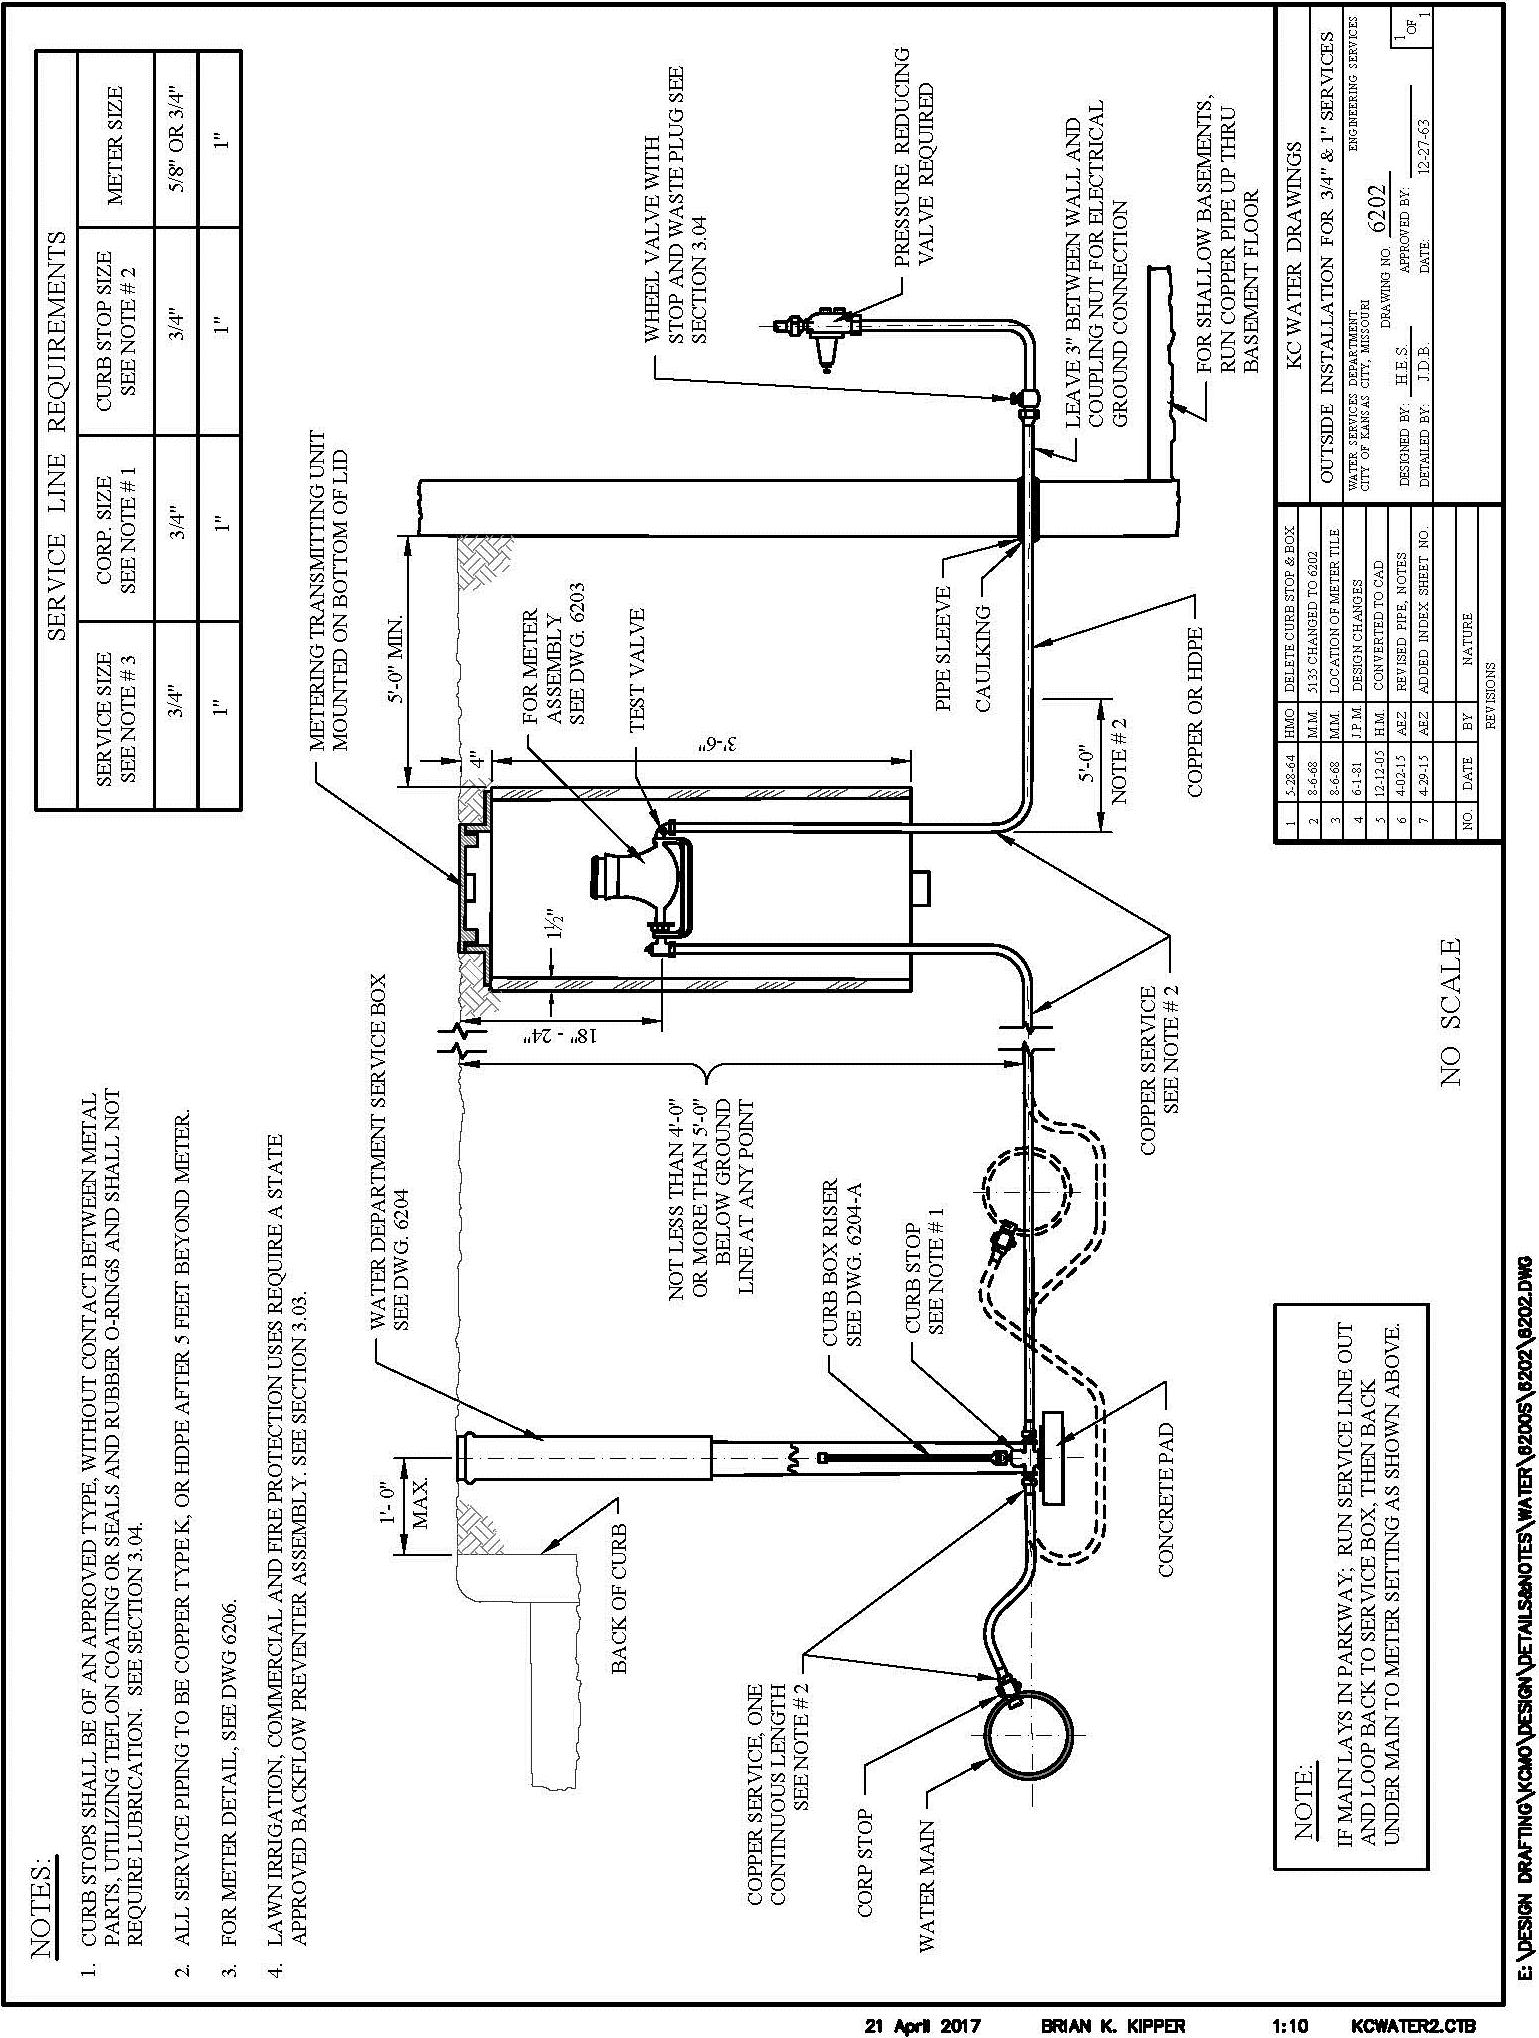 NOTES:
1. CURB STOPS SHALL BE OF AN APPROVED TYPE, WITHOUT CONTACT BETWEEN METAL
PARTS, UTILIZING TEFLON COATING OR SEALS AND RUBBER O-RINGS AND SHALL NOT
REQUIRE LUBRICATION. SEE SECTION 3.04.
2. ALL SERVICE PIPING TO BE COPPER TYPE K, OR HDPE AFTER 5 FEET BEYOND METER.
3. FOR METER DETAIL, SEE DWG 6206.
4. LAWN IRRIGATION, COMMERCIAL AND FIRE PROTECTION USES REQUIRE A STATE
APPROVED BACKFLOW PREVENTER ASSEMBLY. SEE SECTION 3.03.
SERVICE LINE REQUIREMENTS
SERVICE SIZE
SEE NOTE # 3
CORP. SIZE
SEE NOTE # 1
CURB STOP SIZE
SEE NOTE # 2
METER SIZE
3/4" 3/4" 3/4" 5/8" OR 3/4"
1" 1" 1" 1"
METERING TRANSMITING UNIT
MOUNTED ON BOTTOM OF LID
WATER DEPARTMENT SERVICE BOX
SEE DWG. 6204
1'- 0"
MAX.
BACK OF CURB
5'-0" MIN.
4"
3'-6"
1½"
18" - 24"
FOR METER
ASSEMBLY
SEE DWG. 6203
TEST VALVE
WHEEL VALVE WITH
STOP AND WASTE PLUG SEE
SECTION 3.04
PRESSURE REDUCING
VALVE REQUIRED
NOT LESS THAN 4'-0"
OR MORE THAN 5'-0"
BELOW GROUND
LINE AT ANY POINT
CURB BOX RISER
SEE DWG. 6204-A
CURB STOP
SEE NOTE # 1
COPPER SERVICE, ONE
CONTINUOUS LENGTH
SEE NOTE # 2
CORP STOP
WATER MAIN
CONCRETE PAD
COPPER SERVICE
SEE NOTE # 2
PIPE SLEEVE
CAULKING
5'-0"
NOTE # 2
COPPER OR HDPE
LEAVE 3" BETWEEN WALL AND
COUPLING NUT FOR ELECTRICAL
GROUND CONNECTION
FOR SHALLOW BASEMENTS,
RUN COPPER PIPE UP THRU
BASEMENT FLOOR
NOTE:
IF MAIN LAYS IN PARKWAY; RUN SERVICE LINE OUT
AND LOOP BACK TO SERVICE BOX, THEN BACK
UNDER MAIN TO METER SETTING AS SHOWN ABOVE.
NO SCALE
1 5-28-64 HMO DELETE CURB STOP & BOX
2 8-6-68 M.M. 5135 CHANGED TO 6202
3 8-6-68 M.M. LOCATION OF METER TILE
4 6-1-81 J.P.M. DESIGN CHANGES
5 12-12-05 H.M. CONVERTED TO CAD
6 4-02-15 AEZ REVISED PIPE, NOTES
7 4-29-15 AEZ ADDED INDEX SHEET NO.
NO. DATE BY NATURE
REVISIONS
KC WATER DRAWINGS
OUTSIDE INSTALLATION FOR 3/4" & 1" SERVICES
WATER SERVICES DEPARTMENT ENGINEERING SERVICES
CITY OF KANSAS CITY, MISSOURI
DRAWING NO. 6202
1 OF 1
DESIGNED BY: H.E.S. APPROVED BY:
DETAILED BY: J.D.B. DATE: 12-27-63
E:\DESIGN DRAFTING\KCMO\DESIGN\DETAILS&NOTES\WATER\6200S\6202\6202.DWG
21 April 2017 BRIAN K. KIPPER 1:10 KCWATER2.CTB